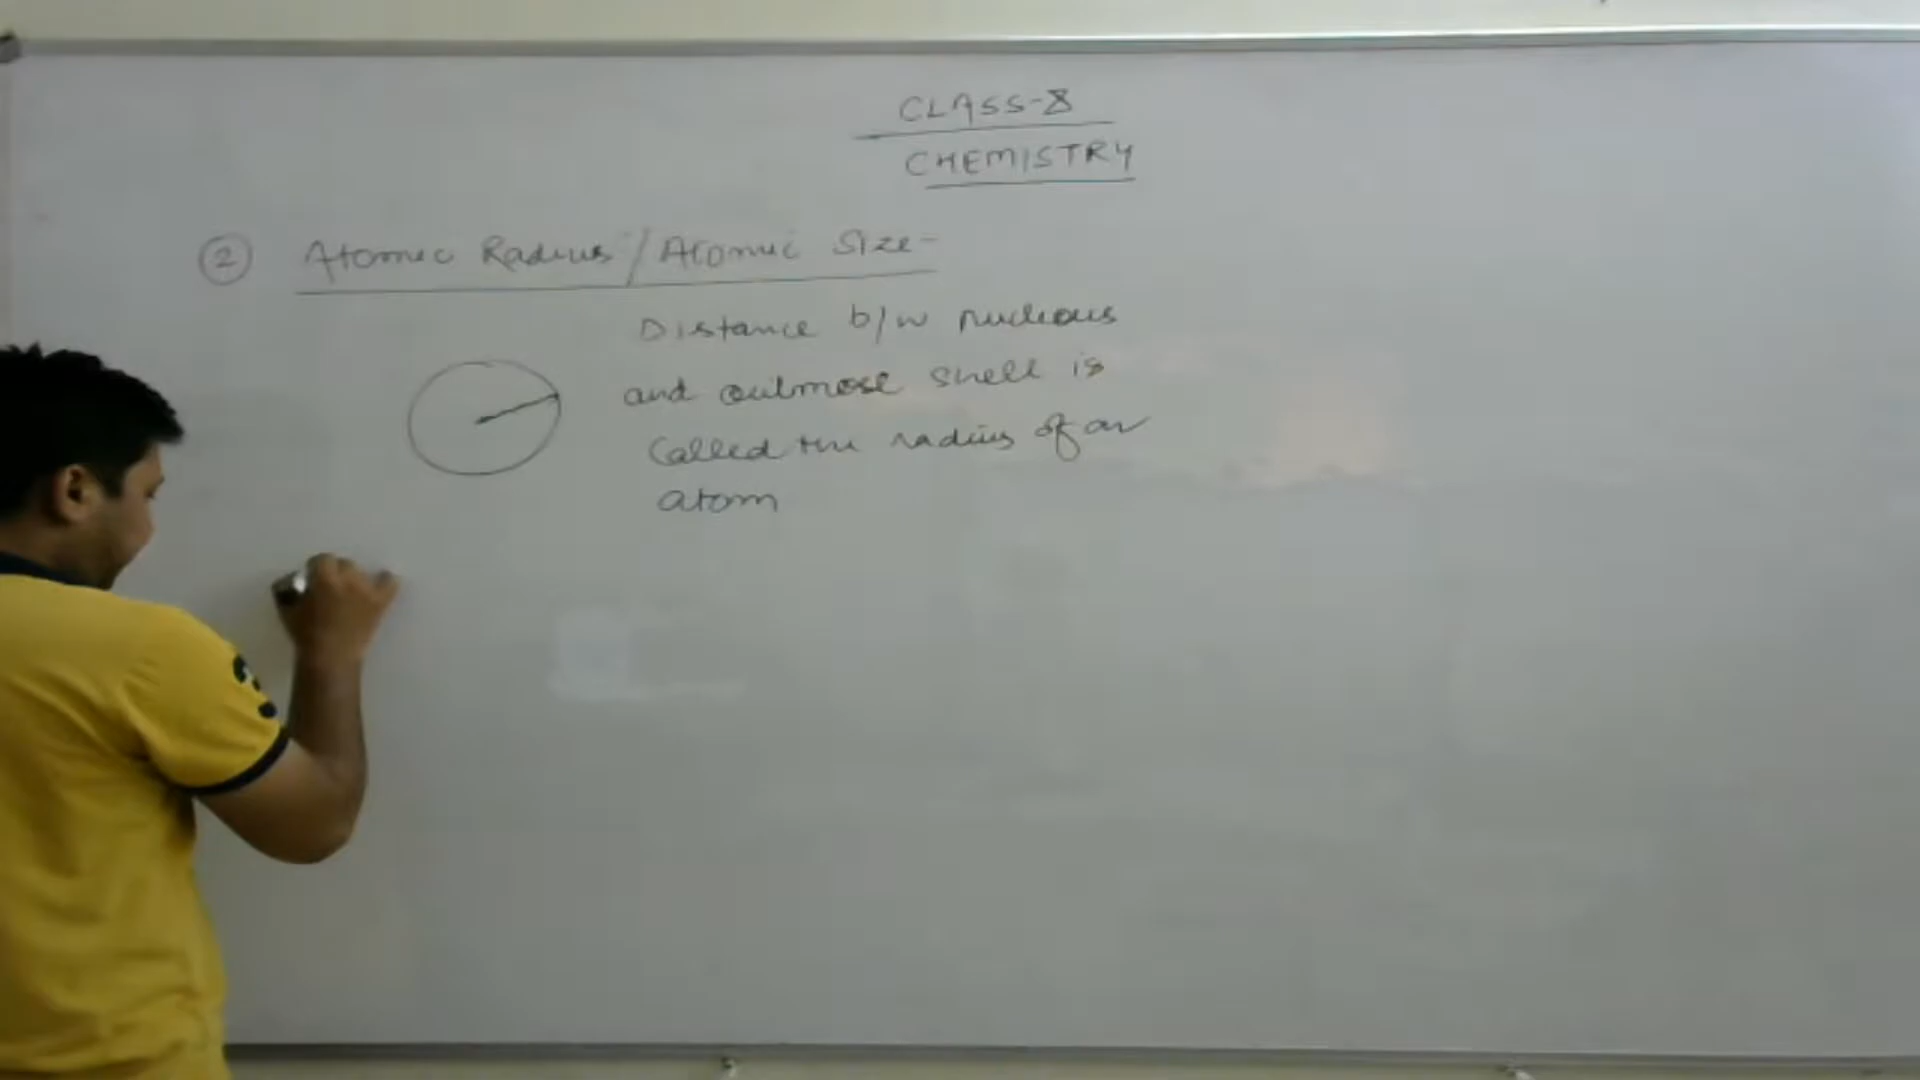 CLASS-8
CHEMISTRY
② Atomic Radius / Atomic Size-
Distance b/w nucleous
and outmost shell is
Called the radius of an
atom